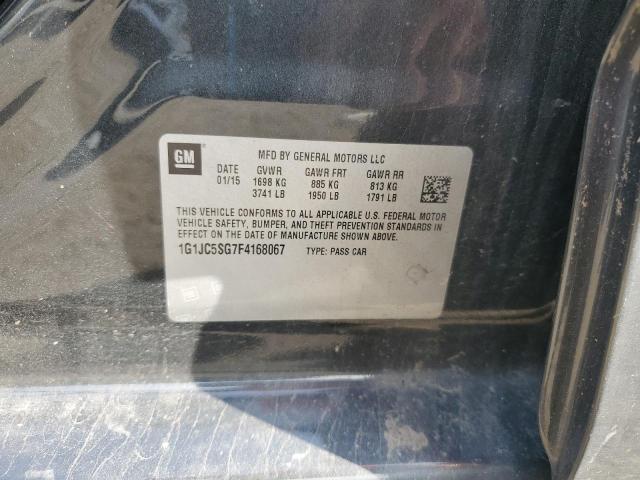 GM
MFD BY GENERAL MOTORS LLC
DATE GVWR GAWR FRT GAWR RR
01/15 1698 KG 885 KG 813 KG
3741 LB 1950 LB 1791 LB
THIS VEHICLE CONFORMS TO ALL APPLICABLE U.S. FEDERAL MOTOR
VEHICLE SAFETY, BUMPER, AND THEFT PREVENTION STANDARDS IN
EFFECT ON THE DATE OF MANUFACTURE SHOWN ABOVE.
1G1JC5SG7F4168067 TYPE: PASS CAR